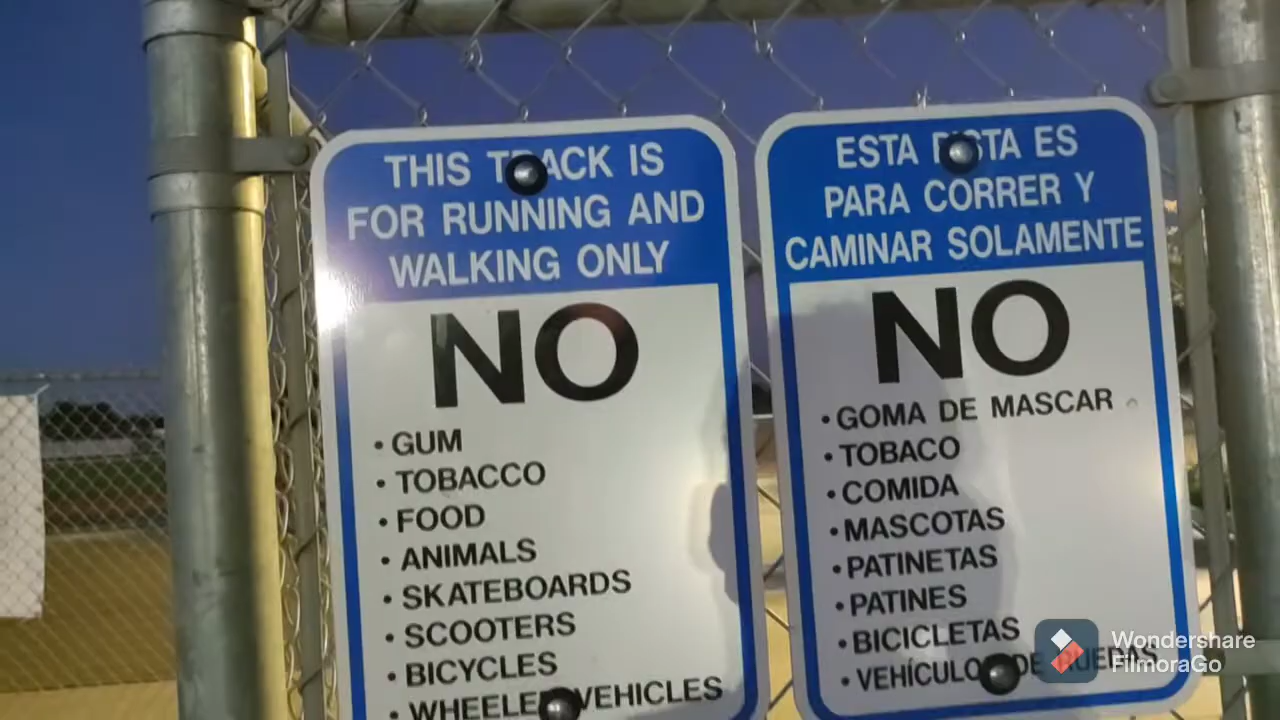 THIS TRACK IS
FOR RUNNING AND
WALKING ONLY
NO
• GUM
• TOBACCO
• FOOD
• ANIMALS
• SKATEBOARDS
• SCOOTERS
• BICYCLES
• WHEELED VEHICLES
ESTA PISTA ES
PARA CORRER Y
CAMINAR SOLAMENTE
NO
• GOMA DE MASCAR
• TOBACO
• COMIDA
• MASCOTAS
• PATINETAS
• PATINES
• BICICLETAS
• VEHÍCULOS DE RUEDAS
Wondershare
FilmoraGo